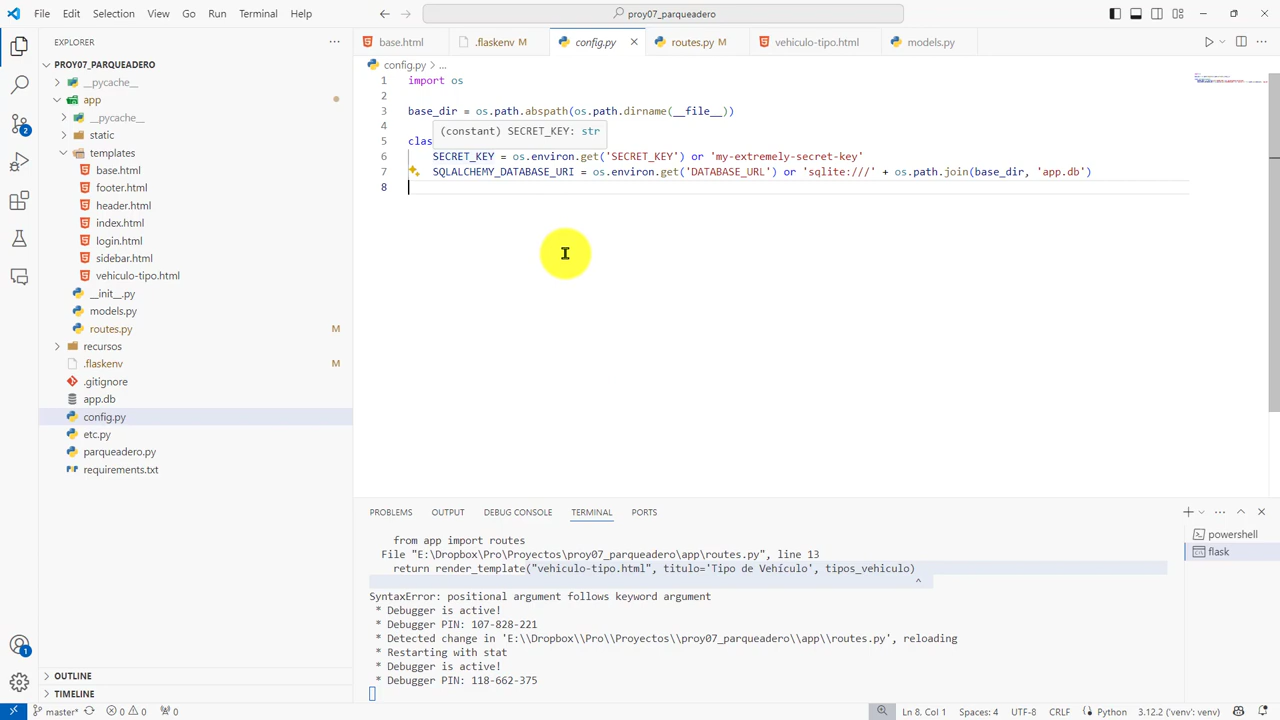 File Edit Selection View Go Run Terminal Help
proy07_parqueadero
EXPLORER
PROY07_PARQUEADERO
__pycache__
app
__pycache__
static
templates
base.html
footer.html
header.html
index.html
login.html
sidebar.html
vehiculo-tipo.html
__init__.py
models.py
routes.py M
recursos
.flaskenv M
.gitignore
app.db
config.py
etc.py
parqueadero.py
requirements.txt
OUTLINE
TIMELINE
base.html .flaskenv M config.py routes.py M vehiculo-tipo.html models.py
config.py > ...
1 import os
2
3 base_dir = os.path.abspath(os.path.dirname(__file__))
4
(constant) SECRET_KEY: str
5 clas
6 SECRET_KEY = os.environ.get('SECRET_KEY') or 'my-extremely-secret-key'
7 SQLALCHEMY_DATABASE_URI = os.environ.get('DATABASE_URL') or 'sqlite:///' + os.path.join(base_dir, 'app.db')
8
PROBLEMS OUTPUT DEBUG CONSOLE TERMINAL PORTS
powershell
flask
from app import routes
File "E:\Dropbox\Pro\Proyectos\proy07_parqueadero\app\routes.py", line 13
return render_template("vehiculo-tipo.html", titulo='Tipo de Vehículo', tipos_vehiculo)
^
SyntaxError: positional argument follows keyword argument
* Debugger is active!
* Debugger PIN: 107-828-221
* Detected change in 'E:\\Dropbox\\Pro\\Proyectos\\proy07_parqueadero\\app\\routes.py', reloading
* Restarting with stat
* Debugger is active!
* Debugger PIN: 118-662-375
2
1
master* 0 0 0 Ln 8, Col 1 Spaces: 4 UTF-8 CRLF Python 3.12.2 ('venv': venv)